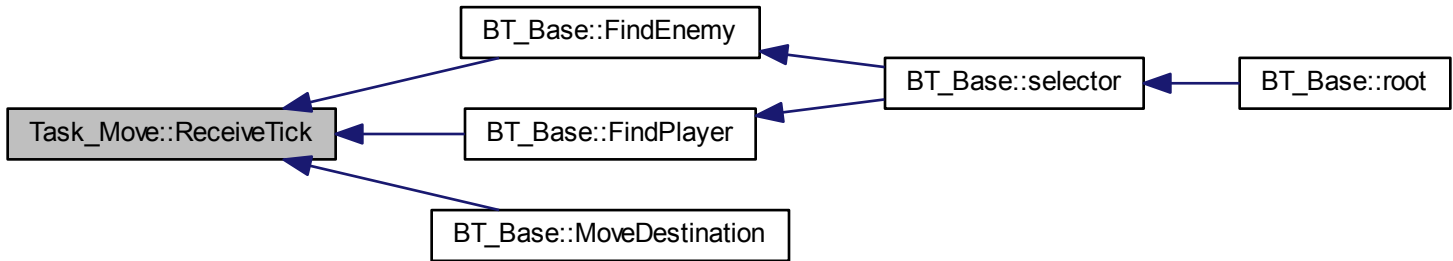 BT_Base::FindEnemy
BT_Base::selector
BT_Base::root
Task_Move::ReceiveTick
BT_Base::FindPlayer
BT_Base::MoveDestination